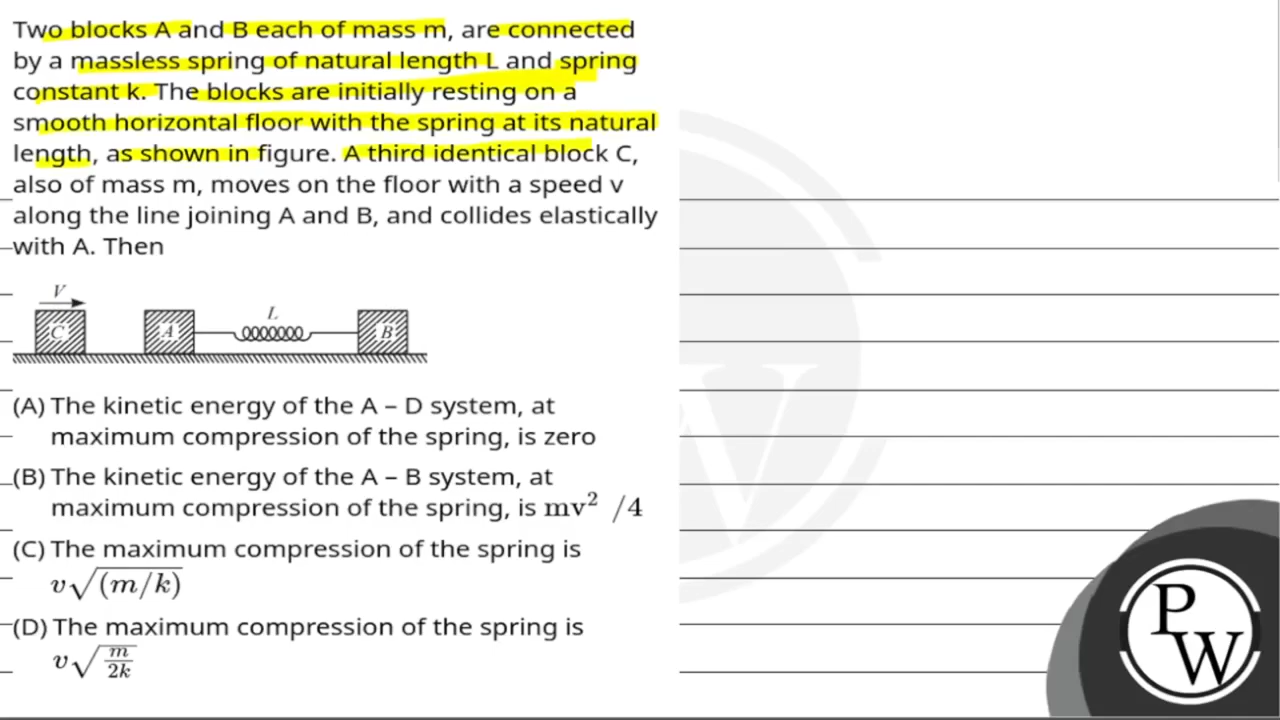 Two blocks A and B each of mass m, are connected
by a massless spring of natural length L and spring
constant k. The blocks are initially resting on a
smooth horizontal floor with the spring at its natural
length, as shown in figure. A third identical block C,
also of mass m, moves on the floor with a speed v
along the line joining A and B, and collides elastically
with A. Then
V
L
C A B
(A) The kinetic energy of the A – D system, at
maximum compression of the spring, is zero
(B) The kinetic energy of the A – B system, at
maximum compression of the spring, is mv² /4
(C) The maximum compression of the spring is
v√(m/k)
(D) The maximum compression of the spring is
v√m/2k
P
W